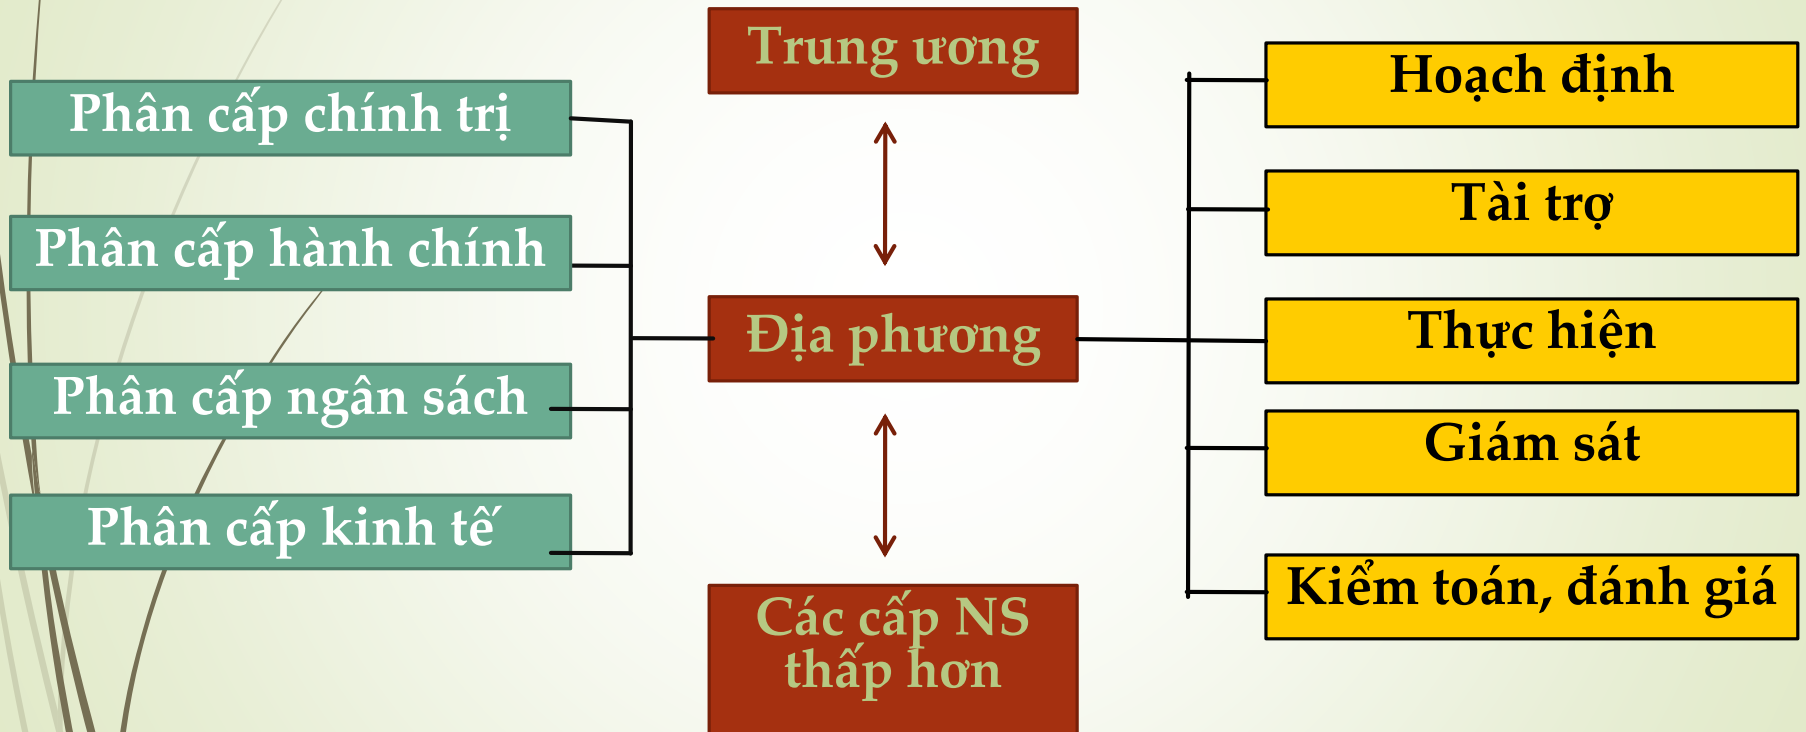 Phân cấp chính trị
Phân cấp hành chính
Phân cấp ngân sách
Phân cấp kinh tế
Trung ương
Địa phương
Các cấp NS
thấp hơn
Hoạch định
Tài trợ
Thực hiện
Giám sát
Kiểm toán, đánh giá